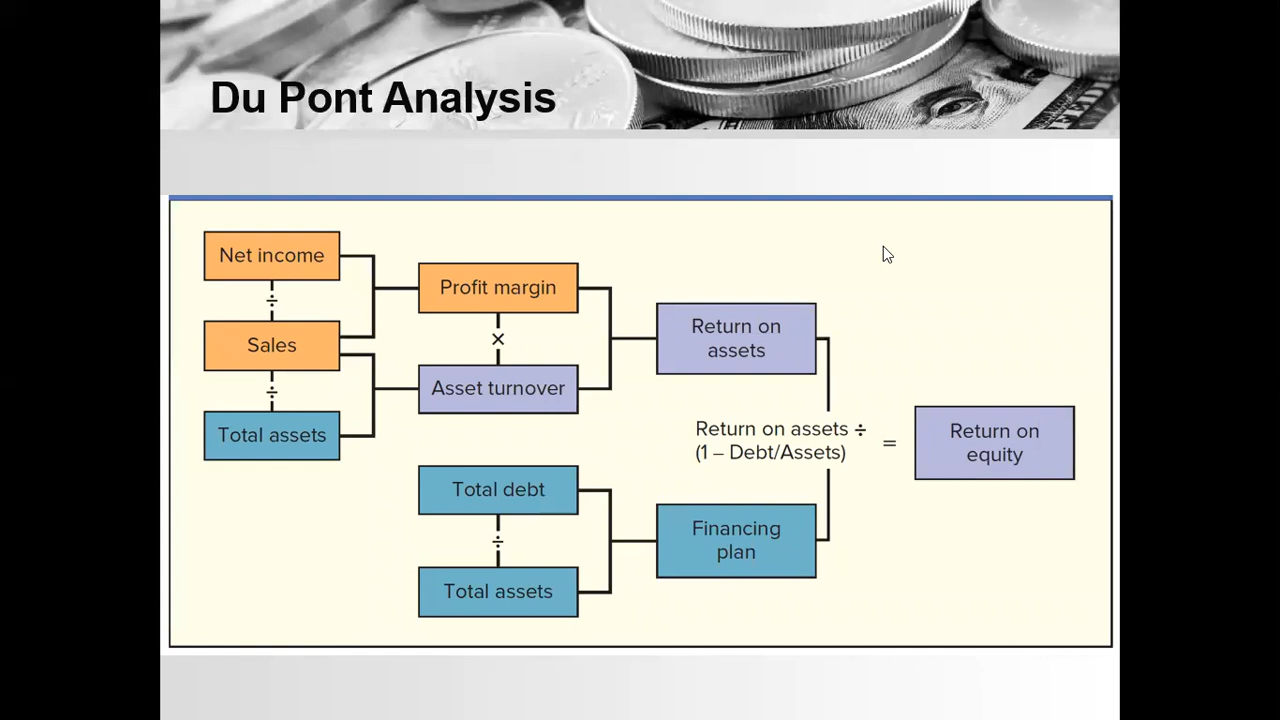 Du Pont Analysis
Net income
÷
Sales
÷
Total assets
Profit margin
×
Asset turnover
Return on
assets
Total debt
÷
Total assets
Financing
plan
Return on assets ÷
(1 – Debt/Assets)
=
Return on
equity